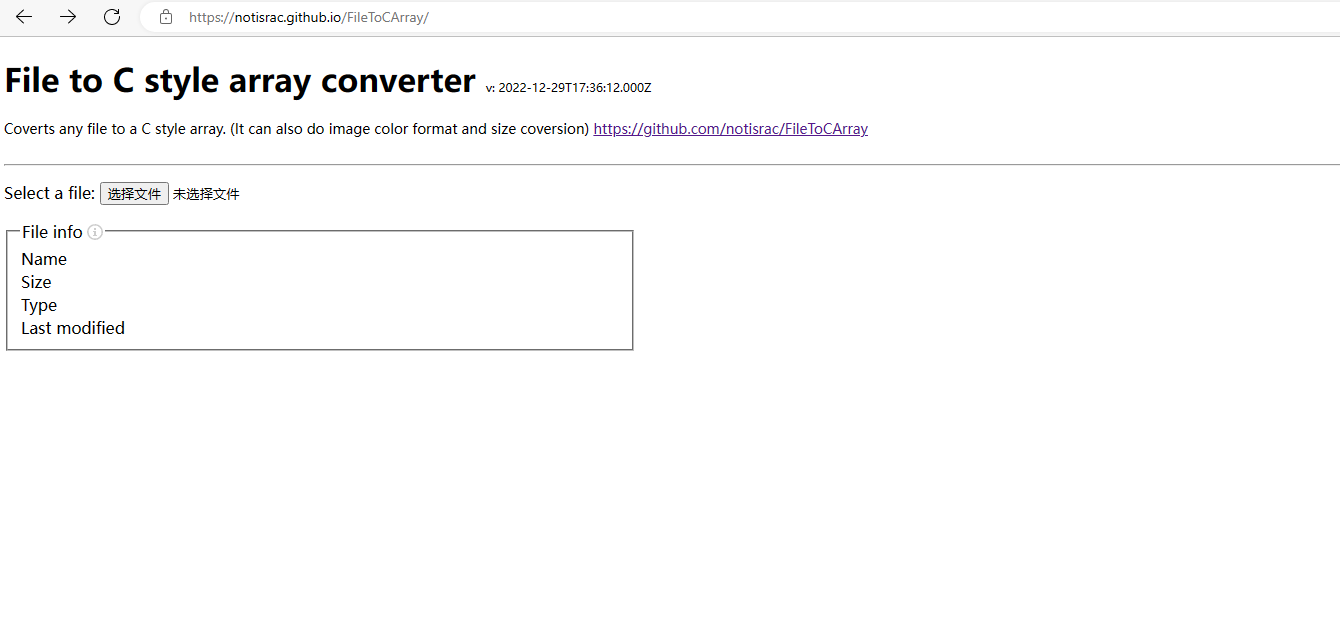 https://notisrac.github.io/FileToCArray/
File to C style array converter v: 2022-12-29T17:36:12.000Z
Coverts any file to a C style array. (It can also do image color format and size coversion) https://github.com/notisrac/FileToCArray
Select a file: 选择文件 未选择文件
File info
Name
Size
Type
Last modified